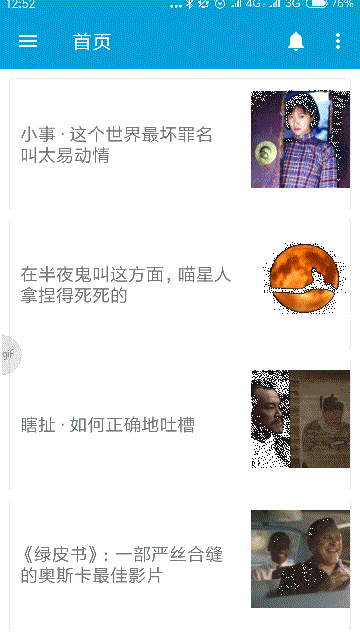 12:52 ... 4G 3G 76%
首页
小事 · 这个世界最坏罪名
叫太易动情
在半夜鬼叫这方面，喵星人
拿捏得死死的
gif
瞎扯 · 如何正确地吐槽
《绿皮书》：一部严丝合缝
的奥斯卡最佳影片